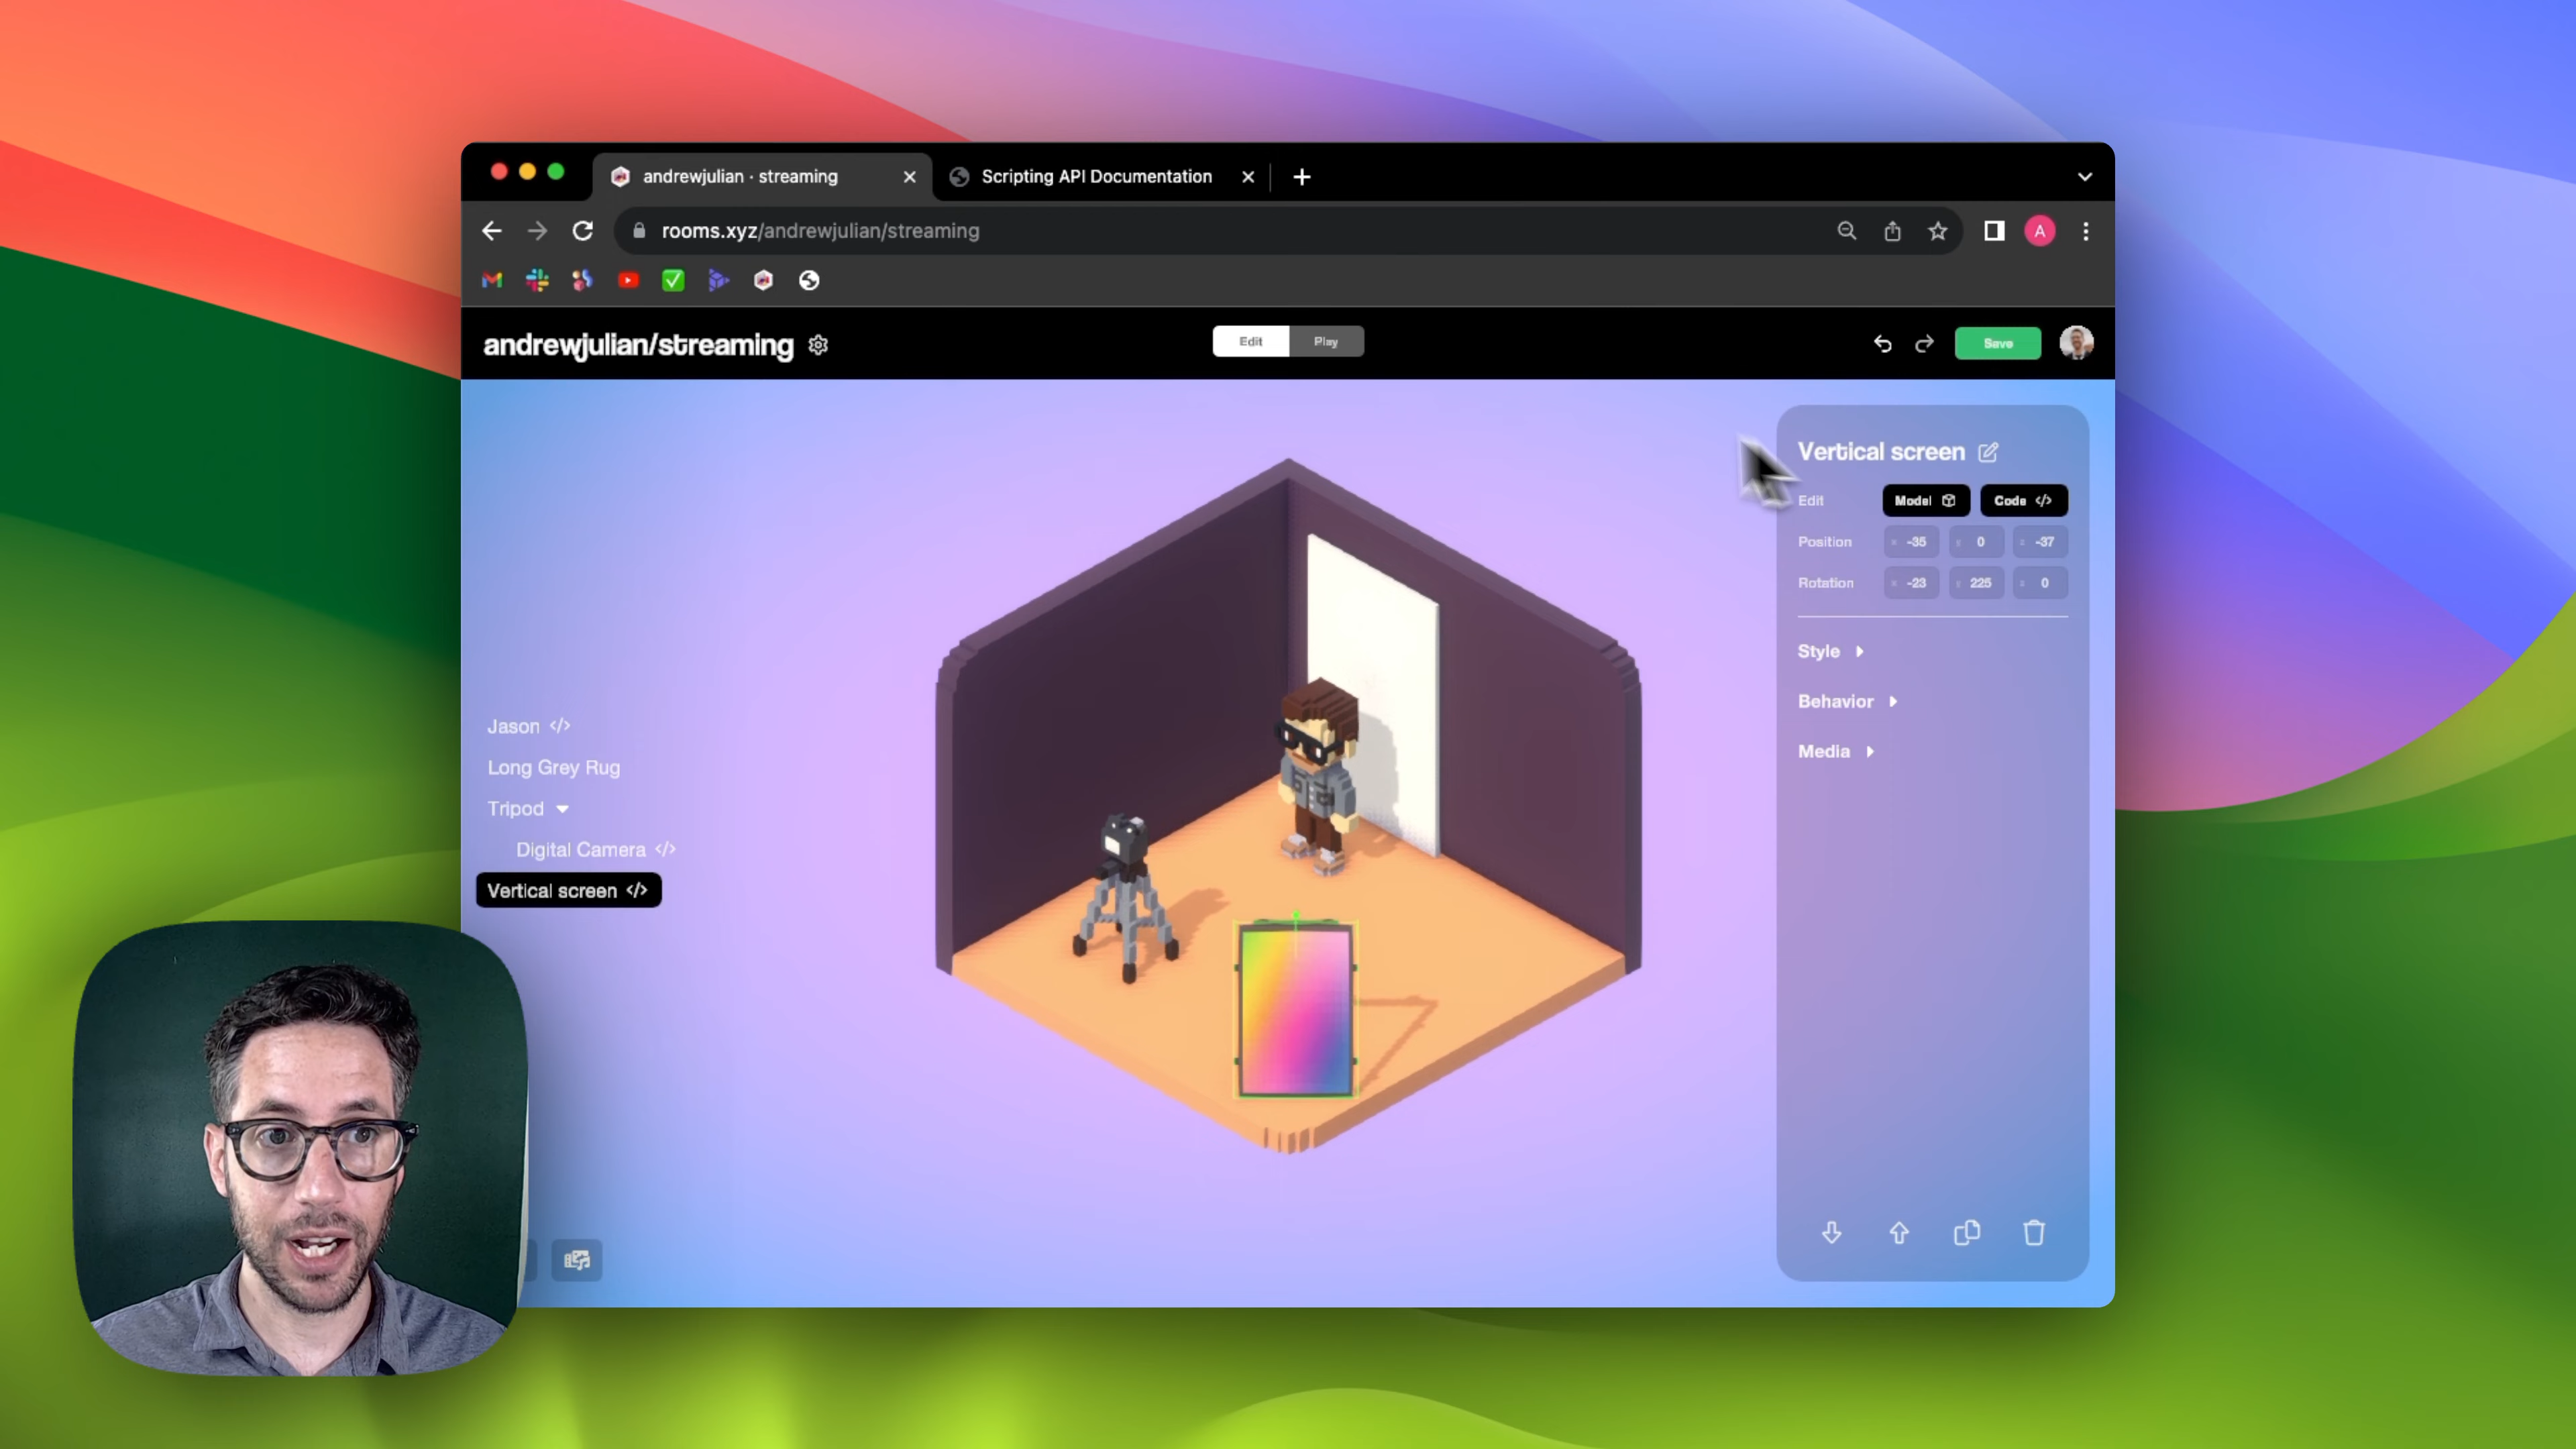 andrewjulian · streaming
Scripting API Documentation
rooms.xyz/andrewjulian/streaming
A
andrewjulian/streaming
Edit
Play
Save
Jason </>
Long Grey Rug
Tripod
Digital Camera </>
Vertical screen </>
Vertical screen
Edit
Model
Code </>
Position
-35
0
-37
Rotation
-23
225
0
Style
Behavior
Media